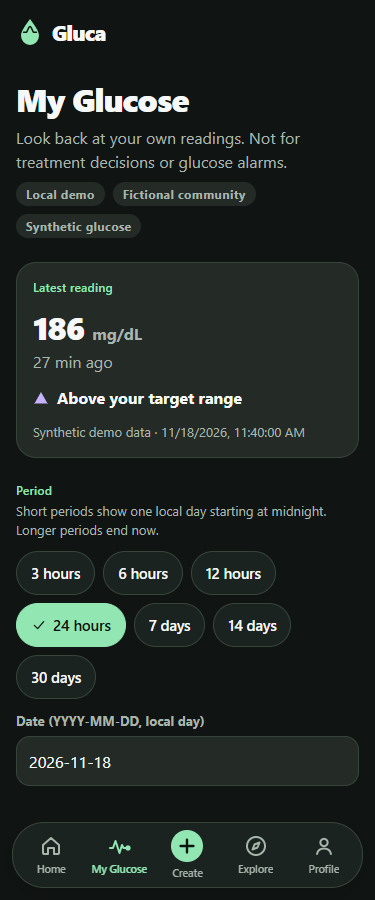 Gluca
My Glucose
Look back at your own readings. Not for
treatment decisions or glucose alarms.
Local demo
Fictional community
Synthetic glucose
Latest reading
186 mg/dL
27 min ago
Above your target range
Synthetic demo data · 11/18/2026, 11:40:00 AM
Period
Short periods show one local day starting at midnight.
Longer periods end now.
3 hours
6 hours
12 hours
24 hours
7 days
14 days
30 days
Date (YYYY-MM-DD, local day)
2026-11-18
Home
My Glucose
Create
Explore
Profile